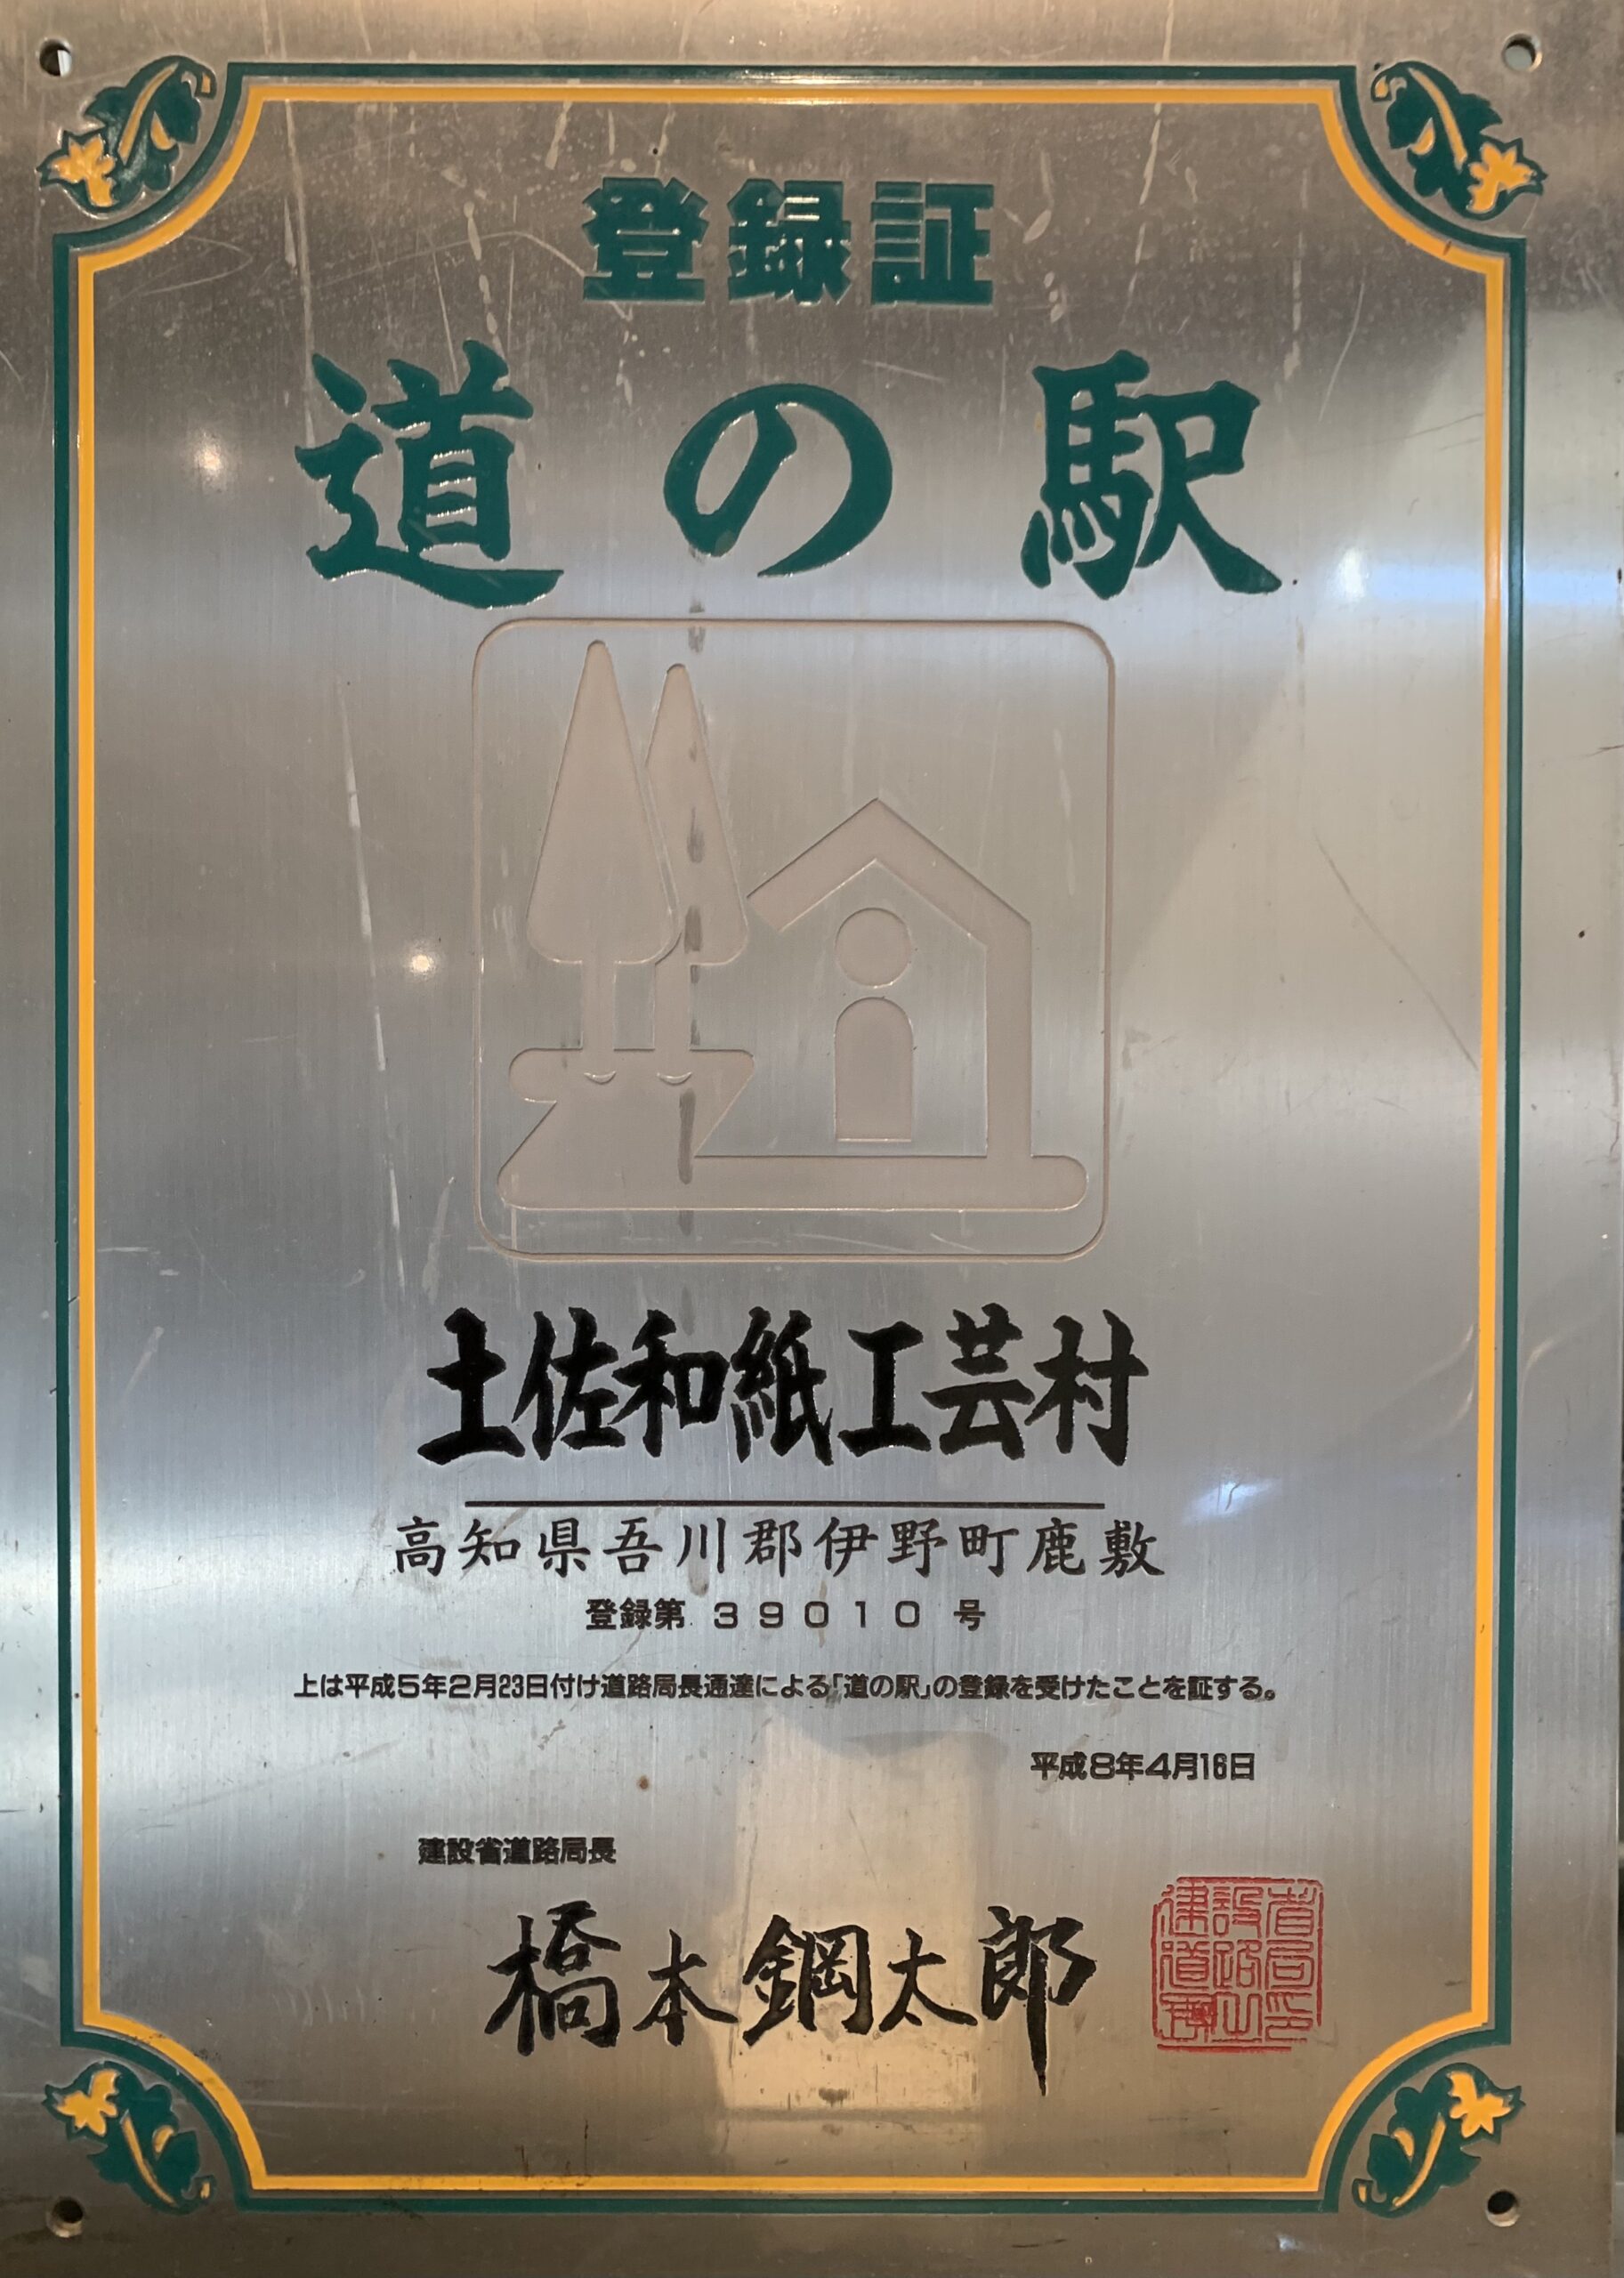 登録証
道の駅
土佐和紙工芸村
高知県吾川郡伊野町鹿敷
登録第 39010 号
上は平成5年2月23日付け道路局長通達による「道の駅」の登録を受けたことを証する。
平成8年4月16日
建設省道路局長
橋本鋼太郎